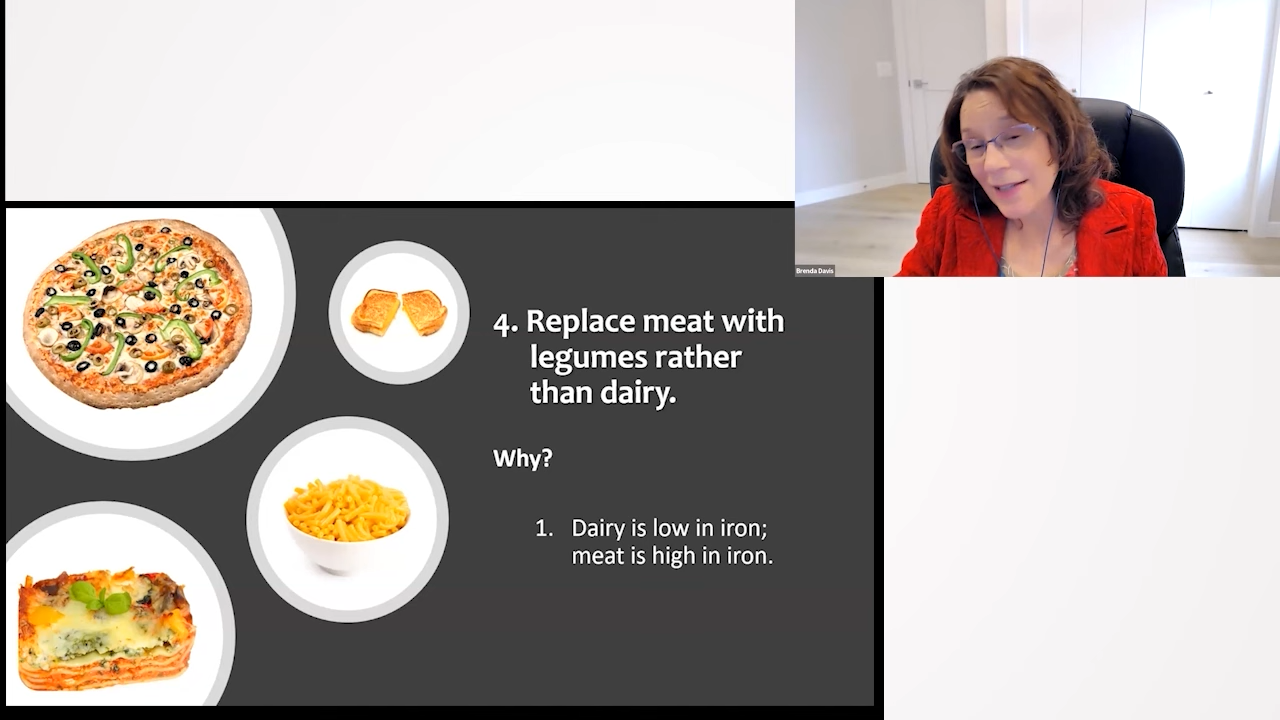 Brenda Davis
4. Replace meat with
legumes rather
than dairy.
Why?
1. Dairy is low in iron;
meat is high in iron.